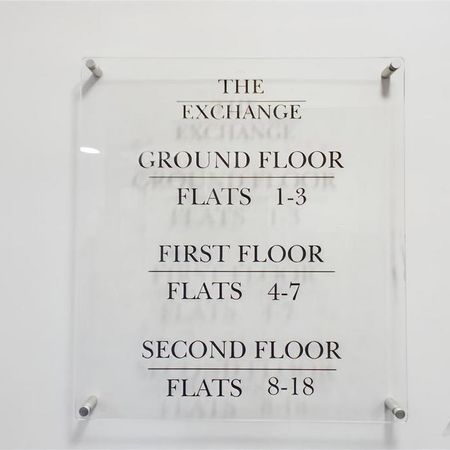 THE
EXCHANGE
GROUND FLOOR
FLATS 1-3
FIRST FLOOR
FLATS 4-7
SECOND FLOOR
FLATS 8-18